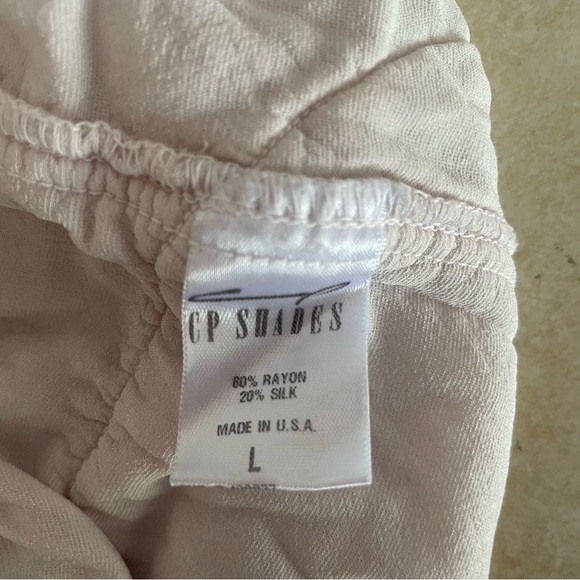 CP SHADES
80% RAYON
20% SILK
MADE IN U.S.A.
L